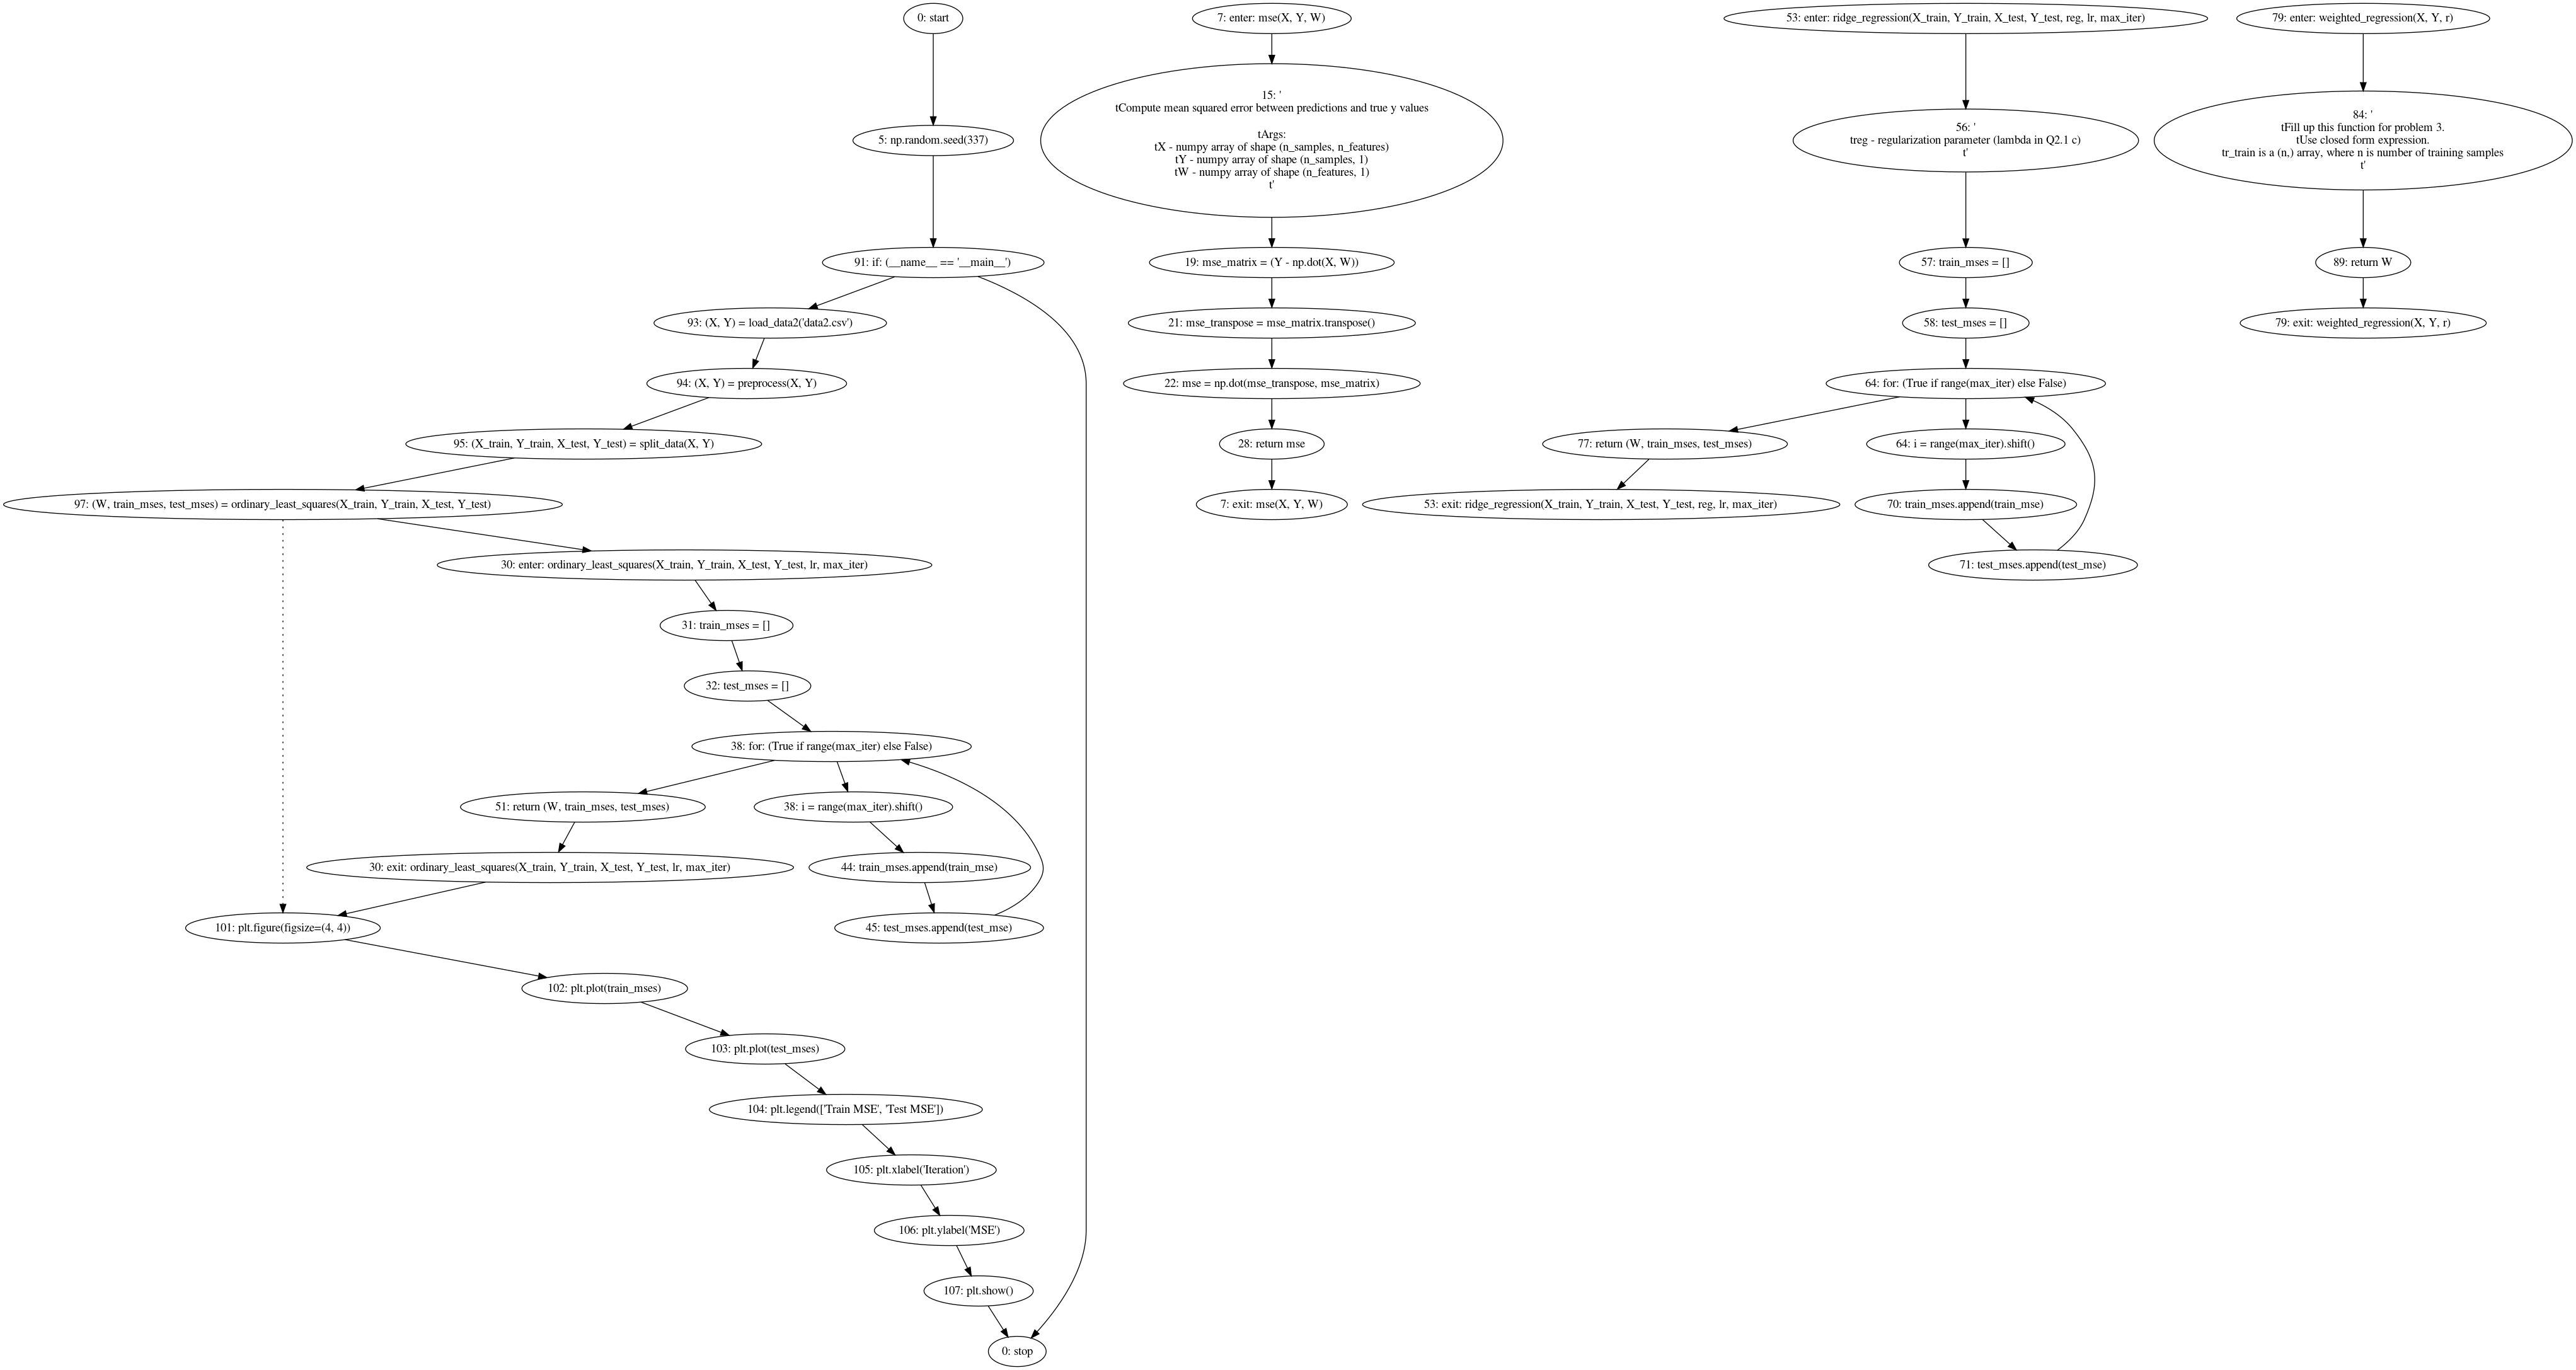 0: start
5: np.random.seed(337)
91: if: (__name__ == '__main__')
93: (X, Y) = load_data2('data2.csv')
94: (X, Y) = preprocess(X, Y)
95: (X_train, Y_train, X_test, Y_test) = split_data(X, Y)
97: (W, train_mses, test_mses) = ordinary_least_squares(X_train, Y_train, X_test, Y_test)
30: enter: ordinary_least_squares(X_train, Y_train, X_test, Y_test, lr, max_iter)
31: train_mses = []
32: test_mses = []
38: for: (True if range(max_iter) else False)
51: return (W, train_mses, test_mses)
38: i = range(max_iter).shift()
30: exit: ordinary_least_squares(X_train, Y_train, X_test, Y_test, lr, max_iter)
44: train_mses.append(train_mse)
101: plt.figure(figsize=(4, 4))
45: test_mses.append(test_mse)
102: plt.plot(train_mses)
103: plt.plot(test_mses)
104: plt.legend(['Train MSE', 'Test MSE'])
105: plt.xlabel('Iteration')
106: plt.ylabel('MSE')
107: plt.show()
0: stop
7: enter: mse(X, Y, W)
15: '
tCompute mean squared error between predictions and true y values
tArgs:
tX - numpy array of shape (n_samples, n_features)
tY - numpy array of shape (n_samples, 1)
tW - numpy array of shape (n_features, 1)
t'
19: mse_matrix = (Y - np.dot(X, W))
21: mse_transpose = mse_matrix.transpose()
22: mse = np.dot(mse_transpose, mse_matrix)
28: return mse
7: exit: mse(X, Y, W)
53: enter: ridge_regression(X_train, Y_train, X_test, Y_test, reg, lr, max_iter)
56: '
treg - regularization parameter (lambda in Q2.1 c)
t'
57: train_mses = []
58: test_mses = []
64: for: (True if range(max_iter) else False)
77: return (W, train_mses, test_mses)
64: i = range(max_iter).shift()
53: exit: ridge_regression(X_train, Y_train, X_test, Y_test, reg, lr, max_iter)
70: train_mses.append(train_mse)
71: test_mses.append(test_mse)
79: enter: weighted_regression(X, Y, r)
84: '
tFill up this function for problem 3.
tUse closed form expression.
tr_train is a (n,) array, where n is number of training samples
t'
89: return W
79: exit: weighted_regression(X, Y, r)